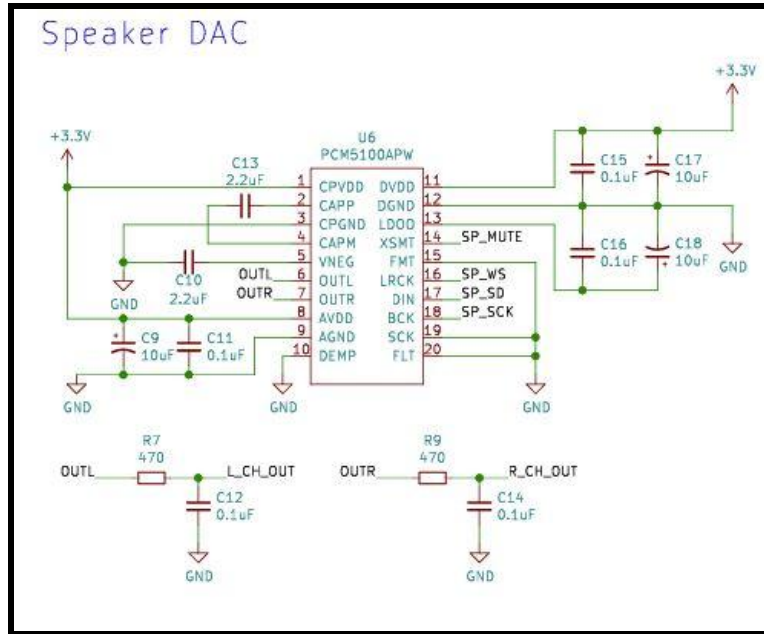 Speaker DAC
+3.3V
+3.3V
U6
PCM5100APW
C13
2.2uF
1 CPVDD DVDD 11
2 CAPP DGND 12
3 CPGND LDOO 13
4 CAPM XSMT 14 SP_MUTE
5 VNEG FMT 15
OUTL 6 OUTL LRCK 16 SP_WS
OUTR 7 OUTR DIN 17 SP_SD
8 AVDD BCK 18 SP_SCK
9 AGND SCK 19
10 DEMP FLT 20
C15
0.1uF
C17
10uF
C16
0.1uF
C18
10uF
GND
GND
C10
2.2uF
C9
10uF
C11
0.1uF
GND
GND
GND
R7
470
OUTL
L_CH_OUT
C12
0.1uF
GND
R9
470
OUTR
R_CH_OUT
C14
0.1uF
GND